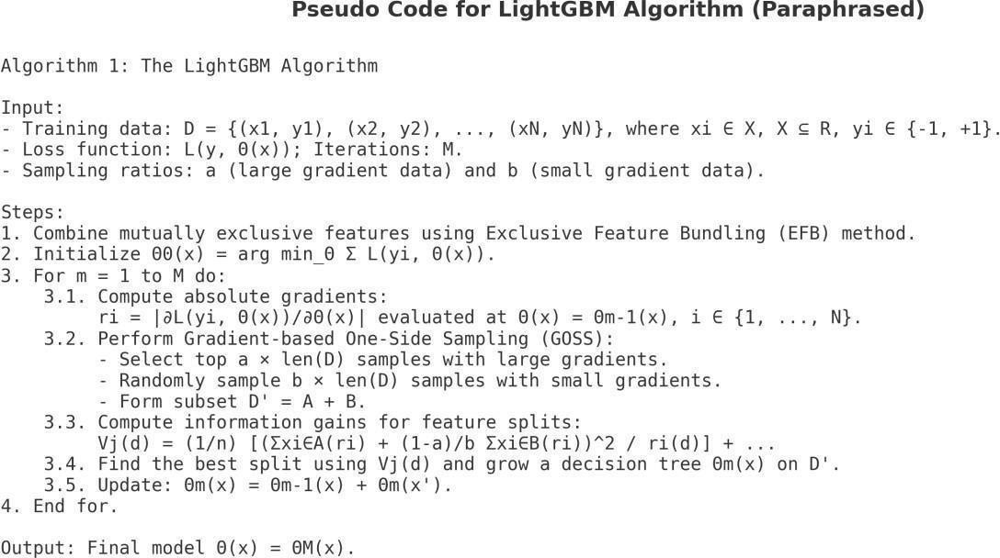 Pseudo Code for LightGBM Algorithm (Paraphrased)
Algorithm 1: The LightGBM Algorithm
Input:
- Training data: D = {(x1, y1), (x2, y2), ..., (xN, yN)}, where xi ∈ X, X ⊆ R, yi ∈ {-1, +1}.
- Loss function: L(y, θ(x)); Iterations: M.
- Sampling ratios: a (large gradient data) and b (small gradient data).
Steps:
1. Combine mutually exclusive features using Exclusive Feature Bundling (EFB) method.
2. Initialize θ0(x) = arg min_θ Σ L(yi, θ(x)).
3. For m = 1 to M do:
3.1. Compute absolute gradients:
ri = |∂L(yi, θ(x))/∂θ(x)| evaluated at θ(x) = θm-1(x), i ∈ {1, ..., N}.
3.2. Perform Gradient-based One-Side Sampling (GOSS):
- Select top a × len(D) samples with large gradients.
- Randomly sample b × len(D) samples with small gradients.
- Form subset D' = A + B.
3.3. Compute information gains for feature splits:
Vj(d) = (1/n) [(Σxi∈A(ri) + (1-a)/b Σxi∈B(ri))^2 / ri(d)] + ...
3.4. Find the best split using Vj(d) and grow a decision tree θm(x) on D'.
3.5. Update: θm(x) = θm-1(x) + θm(x').
4. End for.
Output: Final model θ(x) = θM(x).